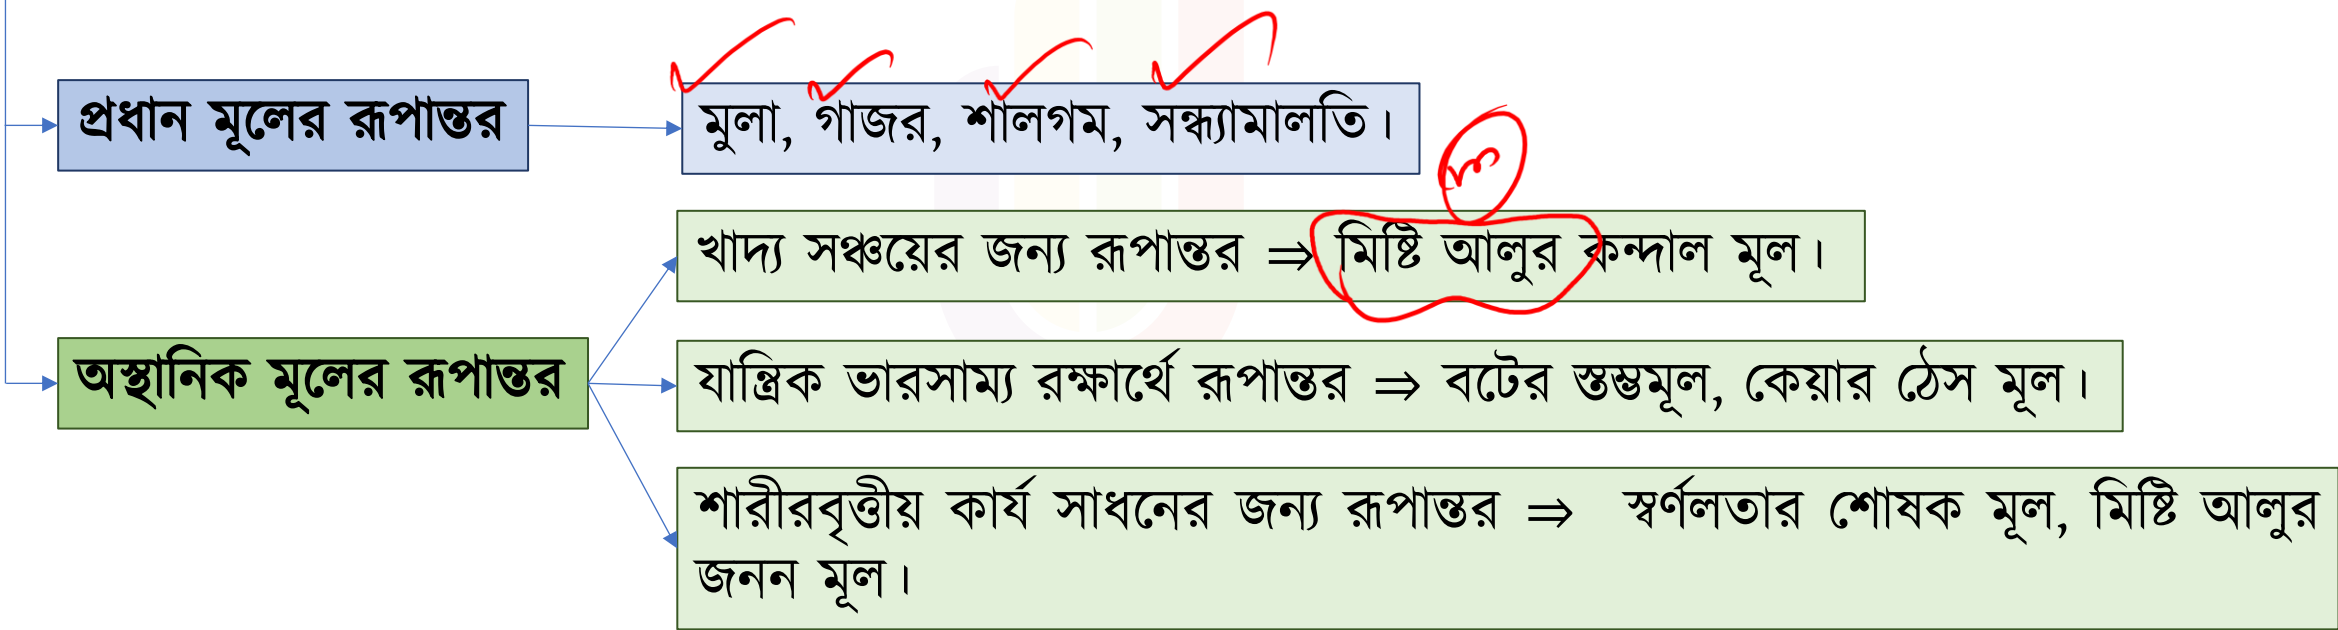 প্রধান মূলের রূপান্তর
মুলা, গাজর, শালগম, সন্ধ্যামালতি।
খাদ্য সঞ্চয়ের জন্য রূপান্তর ⇒ মিষ্টি আলুর কন্দাল মূল।
অস্থানিক মূলের রূপান্তর
যান্ত্রিক ভারসাম্য রক্ষার্থে রূপান্তর ⇒ বটের স্তম্ভমূল, কেয়ার ঠেস মূল।
শারীরবৃত্তীয় কার্য সাধনের জন্য রূপান্তর ⇒ স্বর্ণলতার শোষক মূল, মিষ্টি আলুর
জনন মূল।